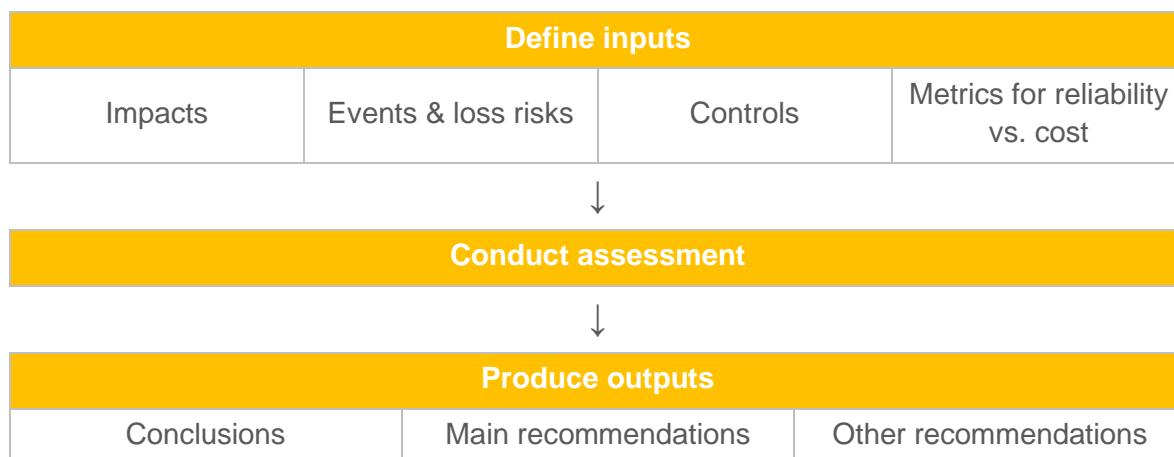 Define inputs
Impacts
Events & loss risks
Controls
Metrics for reliability
vs. cost
↓
Conduct assessment
↓
Produce outputs
Conclusions
Main recommendations
Other recommendations